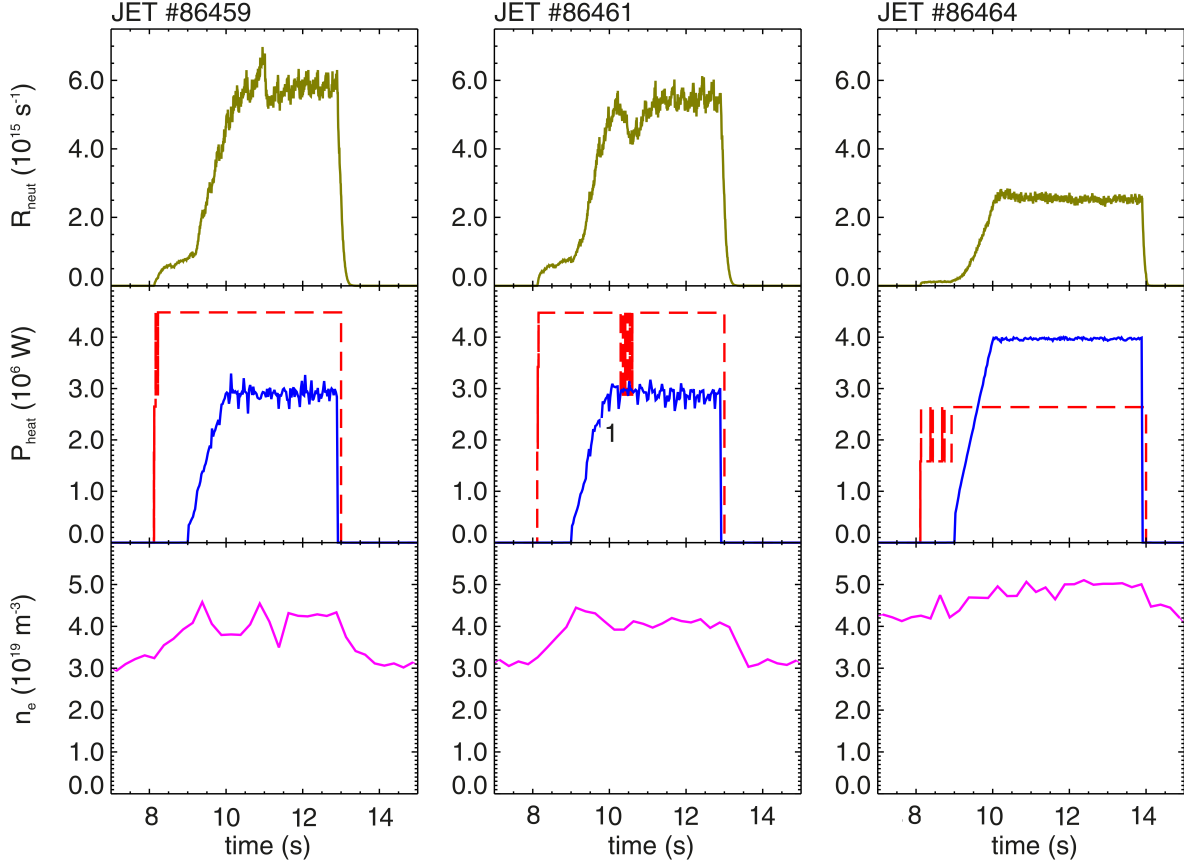 JET #86459 JET #86461 JET #86464
R_neut (10^15 s^-1)
6.0 6.0 6.0
4.0 4.0 4.0
2.0 2.0 2.0
0.0 0.0 0.0
P_heat (10^6 W)
4.0 4.0 4.0
3.0 3.0 3.0
1
2.0 2.0 2.0
1.0 1.0 1.0
0.0 0.0 0.0
n_e (10^19 m^-3)
5.0 5.0 5.0
4.0 4.0 4.0
3.0 3.0 3.0
2.0 2.0 2.0
1.0 1.0 1.0
0.0 0.0 0.0
8 10 12 14 8 10 12 14 8 10 12 14
time (s) time (s) time (s)